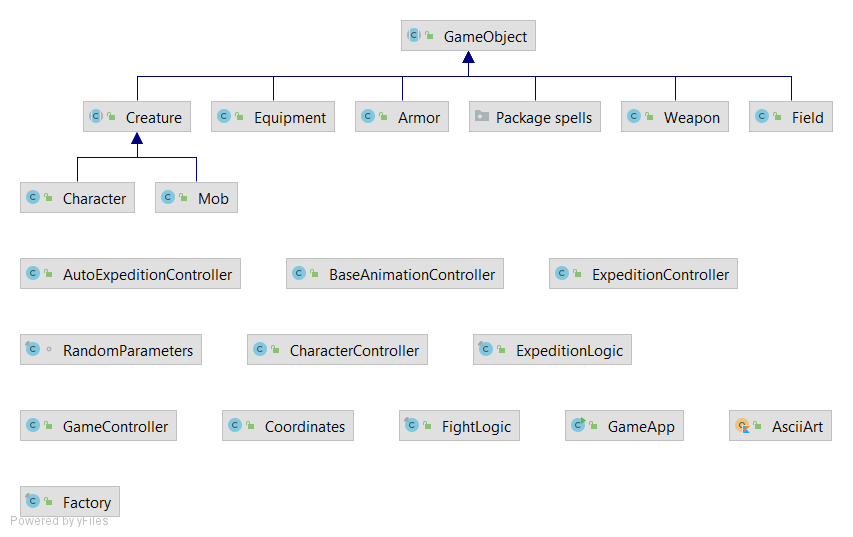 GameObject
Creature Equipment Armor Package spells Weapon Field
Character Mob
AutoExpeditionController BaseAnimationController ExpeditionController
RandomParameters CharacterController ExpeditionLogic
GameController Coordinates FightLogic GameApp AsciiArt
Factory
Powered by yFiles